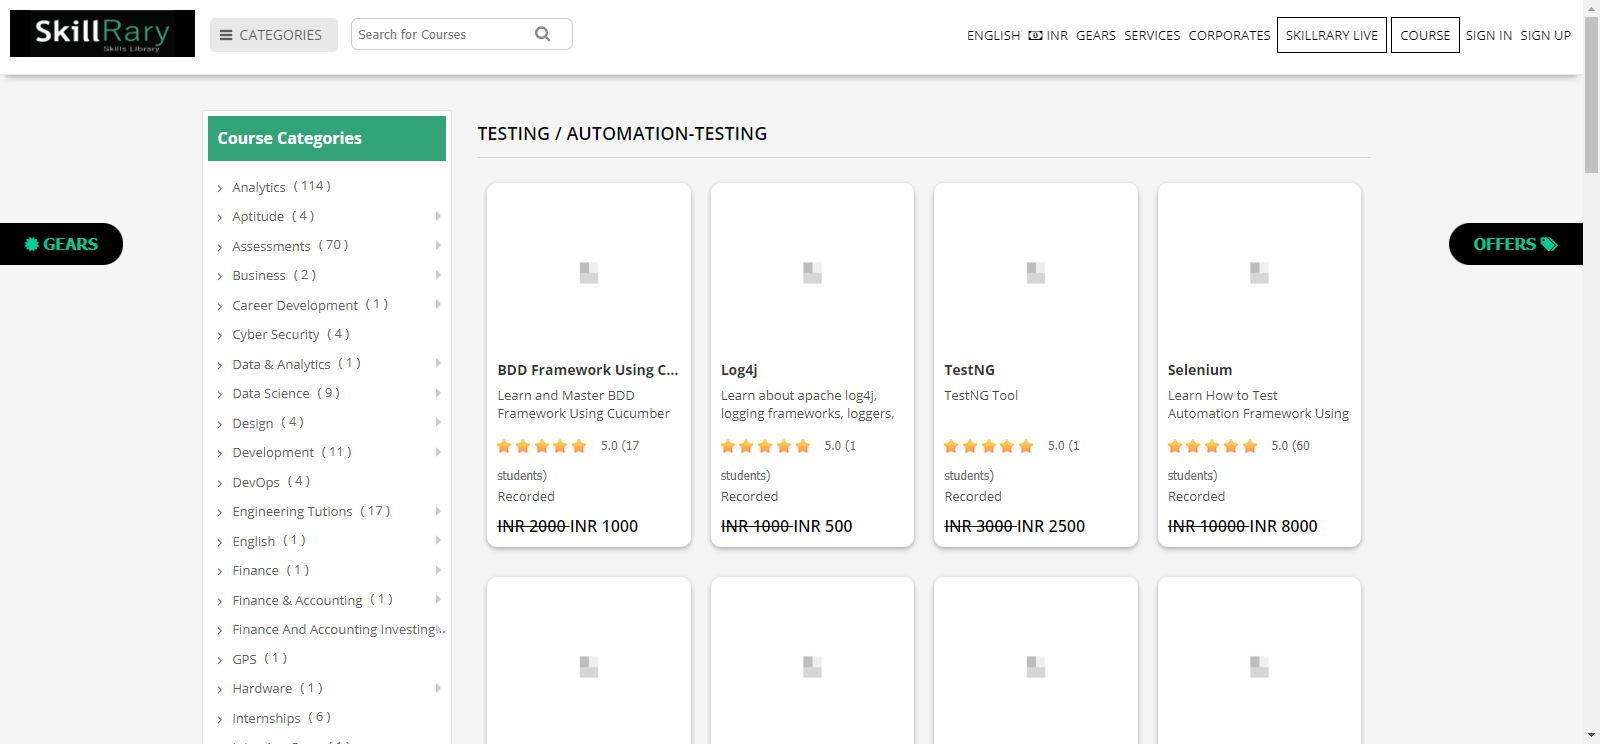 SkillRary
Skills Library
CATEGORIES
Search for Courses
ENGLISH INR GEARS SERVICES CORPORATES SKILLRARY LIVE COURSE SIGN IN SIGN UP
Course Categories
Analytics ( 114 )
Aptitude ( 4 )
Assessments ( 70 )
Business ( 2 )
Career Development ( 1 )
Cyber Security ( 4 )
Data & Analytics ( 1 )
Data Science ( 9 )
Design ( 4 )
Development ( 11 )
DevOps ( 4 )
Engineering Tutions ( 17 )
English ( 1 )
Finance ( 1 )
Finance & Accounting ( 1 )
Finance And Accounting Investing...
GPS ( 1 )
Hardware ( 1 )
Internships ( 6 )
GEARS
OFFERS
TESTING / AUTOMATION-TESTING
BDD Framework Using C...
Learn and Master BDD
Framework Using Cucumber
5.0 (17
students)
Recorded
INR 2000 INR 1000
Log4j
Learn about apache log4j,
logging frameworks, loggers,
5.0 (1
students)
Recorded
INR 1000 INR 500
TestNG
TestNG Tool
5.0 (1
students)
Recorded
INR 3000 INR 2500
Selenium
Learn How to Test
Automation Framework Using
5.0 (60
students)
Recorded
INR 10000 INR 8000